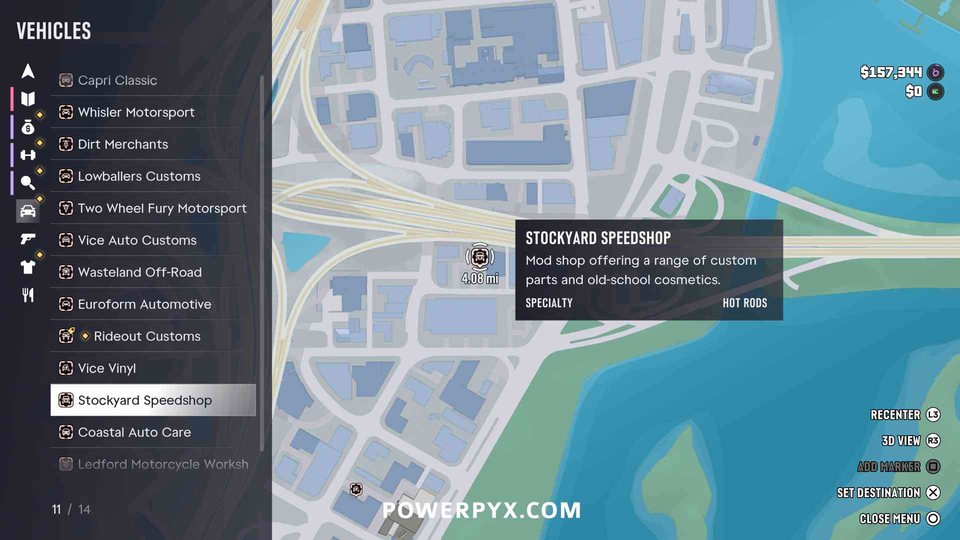 VEHICLES
Capri Classic
Whisler Motorsport
Dirt Merchants
Lowballers Customs
Two Wheel Fury Motorsport
Vice Auto Customs
Wasteland Off-Road
Euroform Automotive
Rideout Customs
Vice Vinyl
Stockyard Speedshop
Coastal Auto Care
Ledford Motorcycle Worksh
11 / 14
$157,344
$0
4.08 mi
STOCKYARD SPEEDSHOP
Mod shop offering a range of custom
parts and old-school cosmetics.
SPECIALTY HOT RODS
RECENTER L3
3D VIEW R3
ADD MARKER
SET DESTINATION
CLOSE MENU
POWERPYX.COM